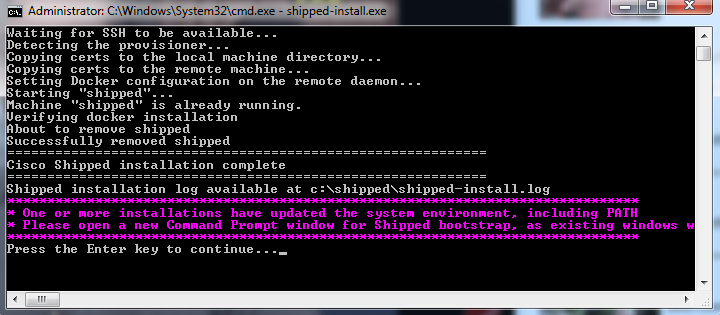 Administrator: C:\Windows\System32\cmd.exe - shipped-install.exe
Waiting for SSH to be available...
Detecting the provisioner...
Copying certs to the local machine directory...
Copying certs to the remote machine...
Setting Docker configuration on the remote daemon...
Starting "shipped"...
Machine "shipped" is already running.
Verifying docker installation
About to remove shipped
Successfully removed shipped
============================================================
Cisco Shipped installation complete
============================================================
Shipped installation log available at c:\shipped\shipped-install.log
*******************************************************************************
* One or more installations have updated the system environment, including PATH
* Please open a new Command Prompt window for Shipped bootstrap, as existing windows w
*******************************************************************************
Press the Enter key to continue..._